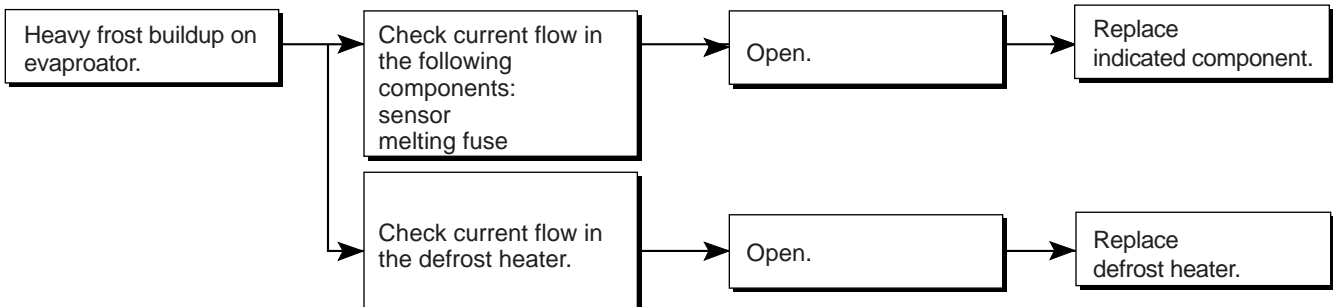 Heavy frost buildup on
evaproator.
Check current flow in
the following
components:
sensor
melting fuse
Open.
Replace
indicated component.
Check current flow in
the defrost heater.
Open.
Replace
defrost heater.